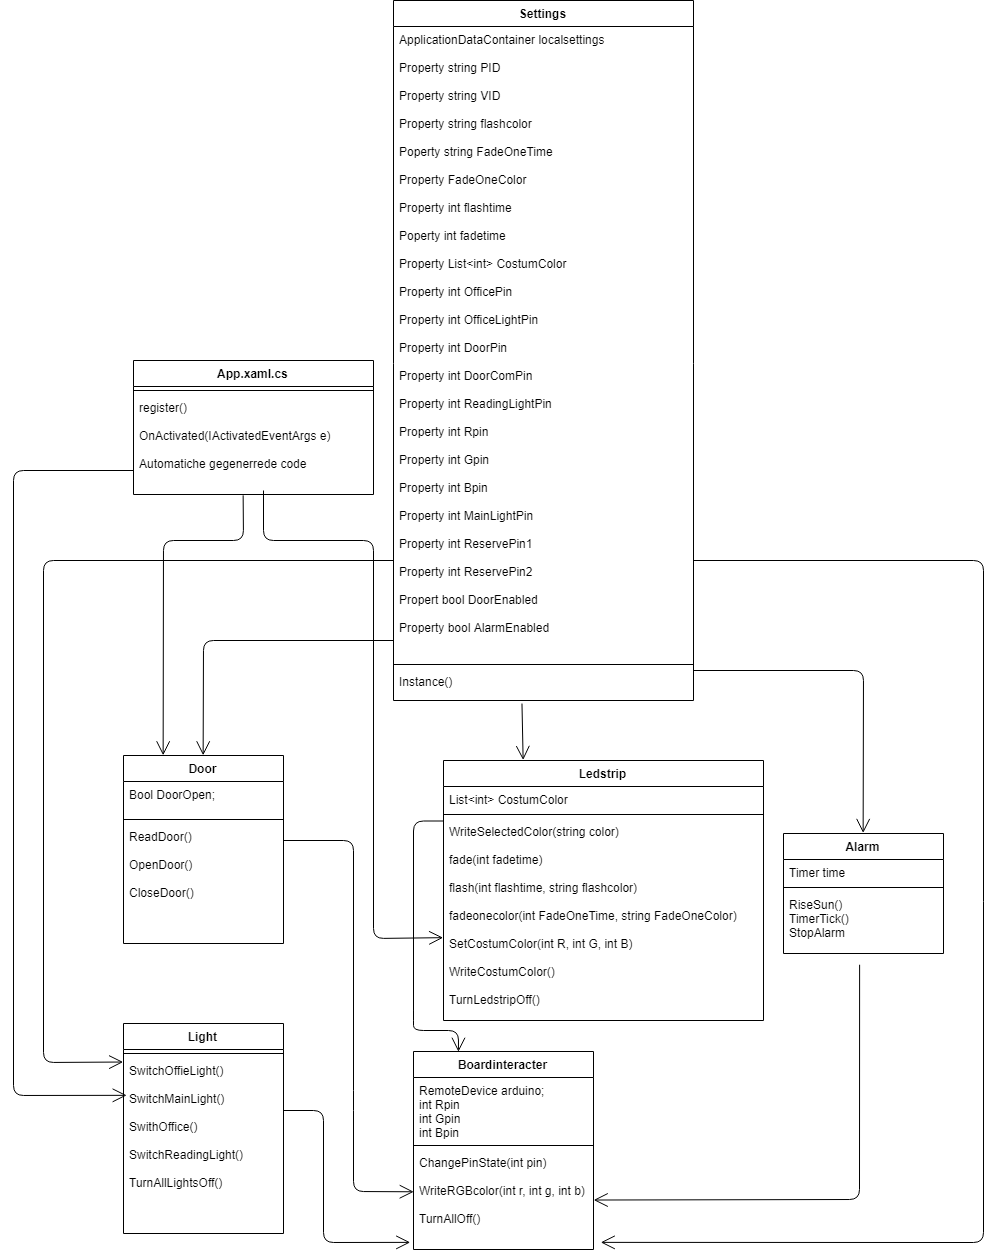 Settings
ApplicationDataContainer localsettings
Property string PID
Property string VID
Property string flashcolor
Poperty string FadeOneTime
Property FadeOneColor
Property int flashtime
Poperty int fadetime
Property List<int> CostumColor
Property int OfficePin
Property int OfficeLightPin
Property int DoorPin
Property int DoorComPin
Property int ReadingLightPin
Property int Rpin
Property int Gpin
Property int Bpin
Property int MainLightPin
Property int ReservePin1
Property int ReservePin2
Propert bool DoorEnabled
Property bool AlarmEnabled
Instance()
App.xaml.cs
register()
OnActivated(IActivatedEventArgs e)
Automatiche gegenerrede code
Door
Bool DoorOpen;
ReadDoor()
OpenDoor()
CloseDoor()
Ledstrip
List<int> CostumColor
WriteSelectedColor(string color)
fade(int fadetime)
flash(int flashtime, string flashcolor)
fadeonecolor(int FadeOneTime, string FadeOneColor)
SetCostumColor(int R, int G, int B)
WriteCostumColor()
TurnLedstripOff()
Alarm
Timer time
RiseSun()
TimerTick()
StopAlarm
Light
SwitchOffieLight()
SwitchMainLight()
SwithOffice()
SwitchReadingLight()
TurnAllLightsOff()
Boardinteracter
RemoteDevice arduino;
int Rpin
int Gpin
int Bpin
ChangePinState(int pin)
WriteRGBcolor(int r, int g, int b)
TurnAllOff()